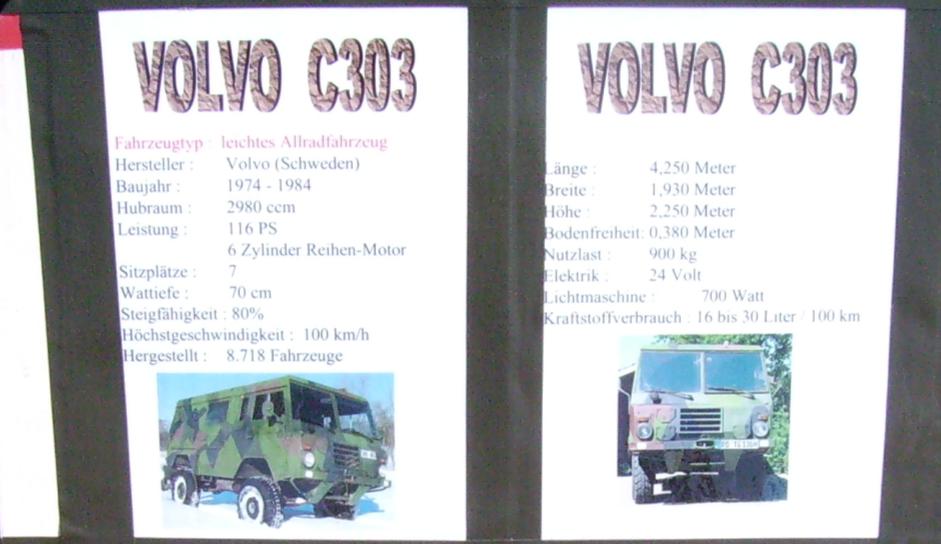 VOLVO C303
Fahrzeugtyp : leichtes Allradfahrzeug
Hersteller : Volvo (Schweden)
Baujahr : 1974 - 1984
Hubraum : 2980 ccm
Leistung : 116 PS
6 Zylinder Reihen-Motor
Sitzplätze : 7
Wattiefe : 70 cm
Steigfähigkeit : 80%
Höchstgeschwindigkeit : 100 km/h
Hergestellt : 8.718 Fahrzeuge
VOLVO C303
Länge : 4,250 Meter
Breite : 1,930 Meter
Höhe : 2,250 Meter
Bodenfreiheit: 0,380 Meter
Nutzlast : 900 kg
Elektrik : 24 Volt
Lichtmaschine : 700 Watt
Kraftstoffverbrauch : 16 bis 30 Liter / 100 km